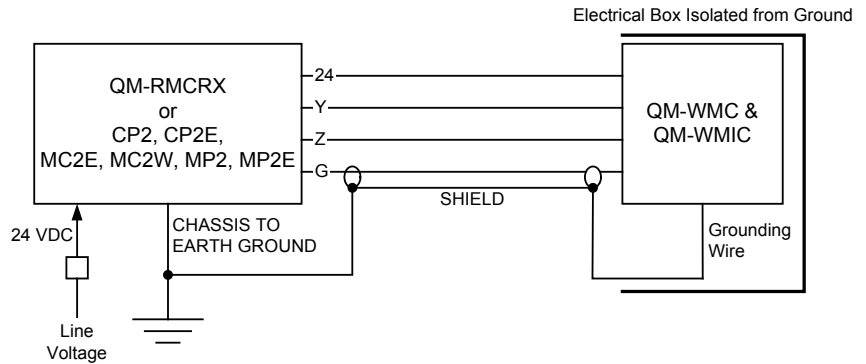 Electrical Box Isolated from Ground
QM-RMCRX
or
CP2, CP2E,
MC2E, MC2W, MP2, MP2E
24
Y
Z
G
QM-WMC &
QM-WMIC
SHIELD
24 VDC
CHASSIS TO
EARTH GROUND
Grounding
Wire
Line
Voltage